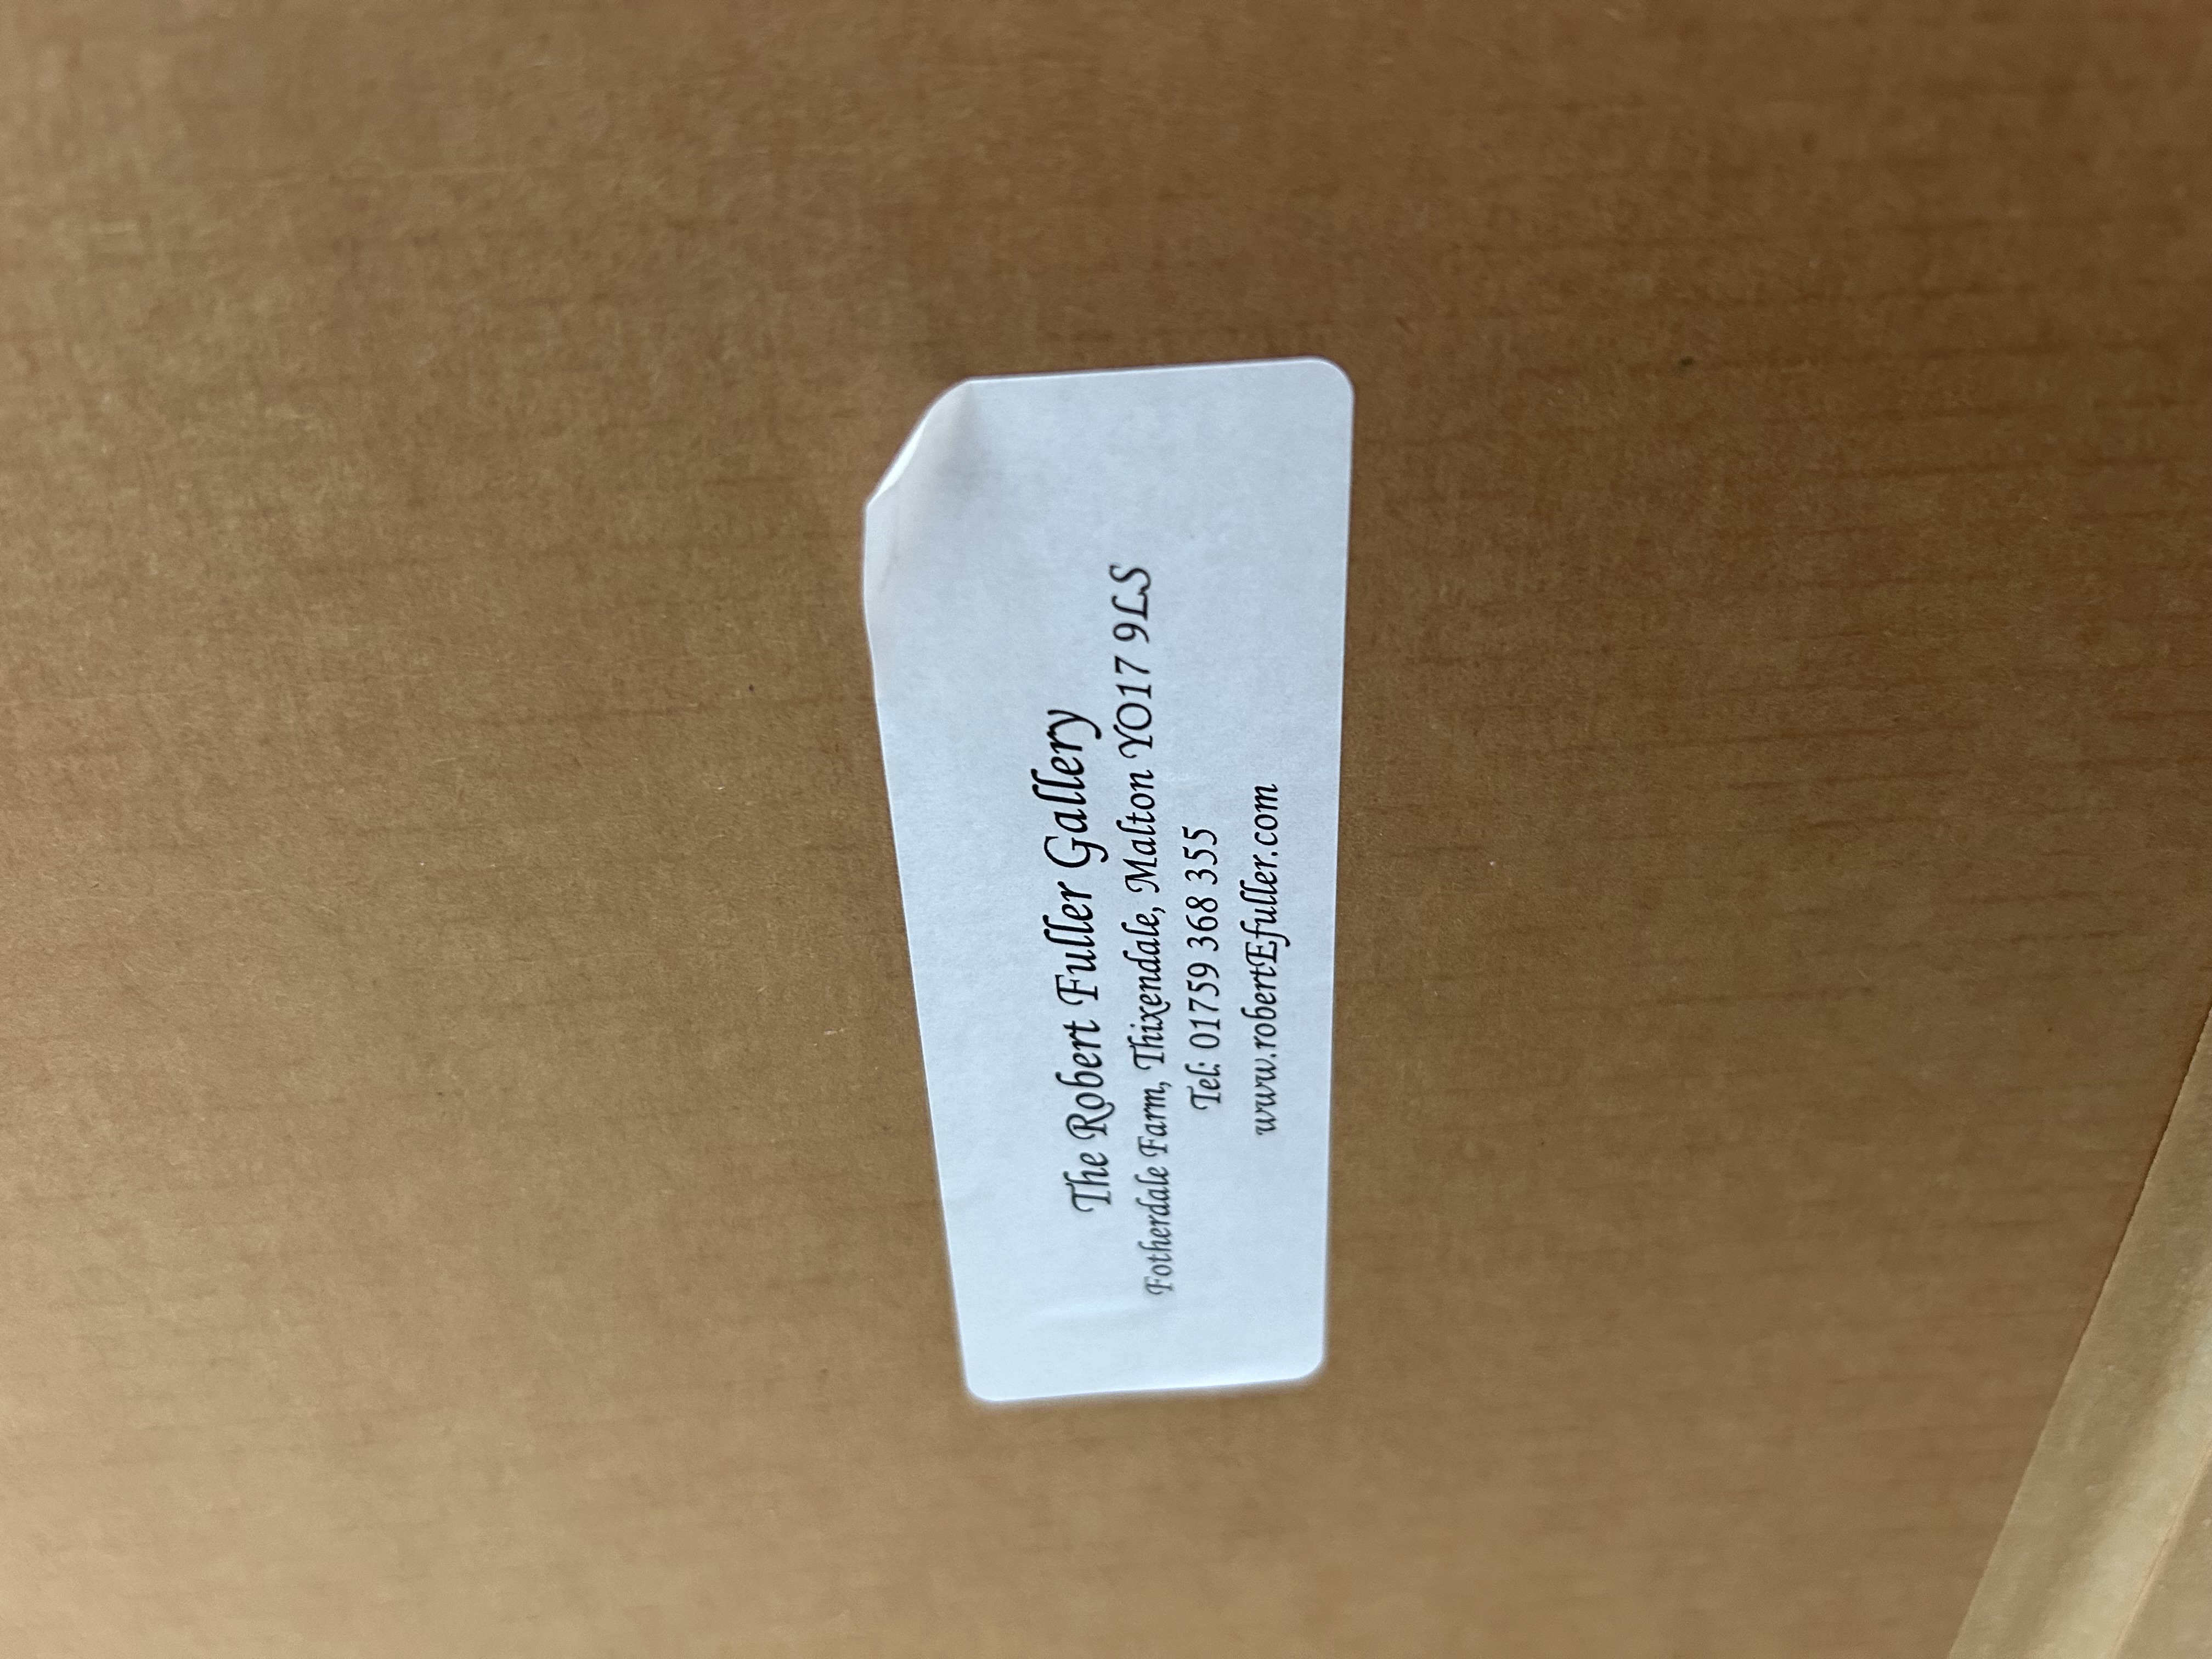 The Robert Fuller Gallery
Fotherdale Farm, Thixendale, Malton YO17 9LS
Tel: 01759 368 355
www.robertEfuller.com